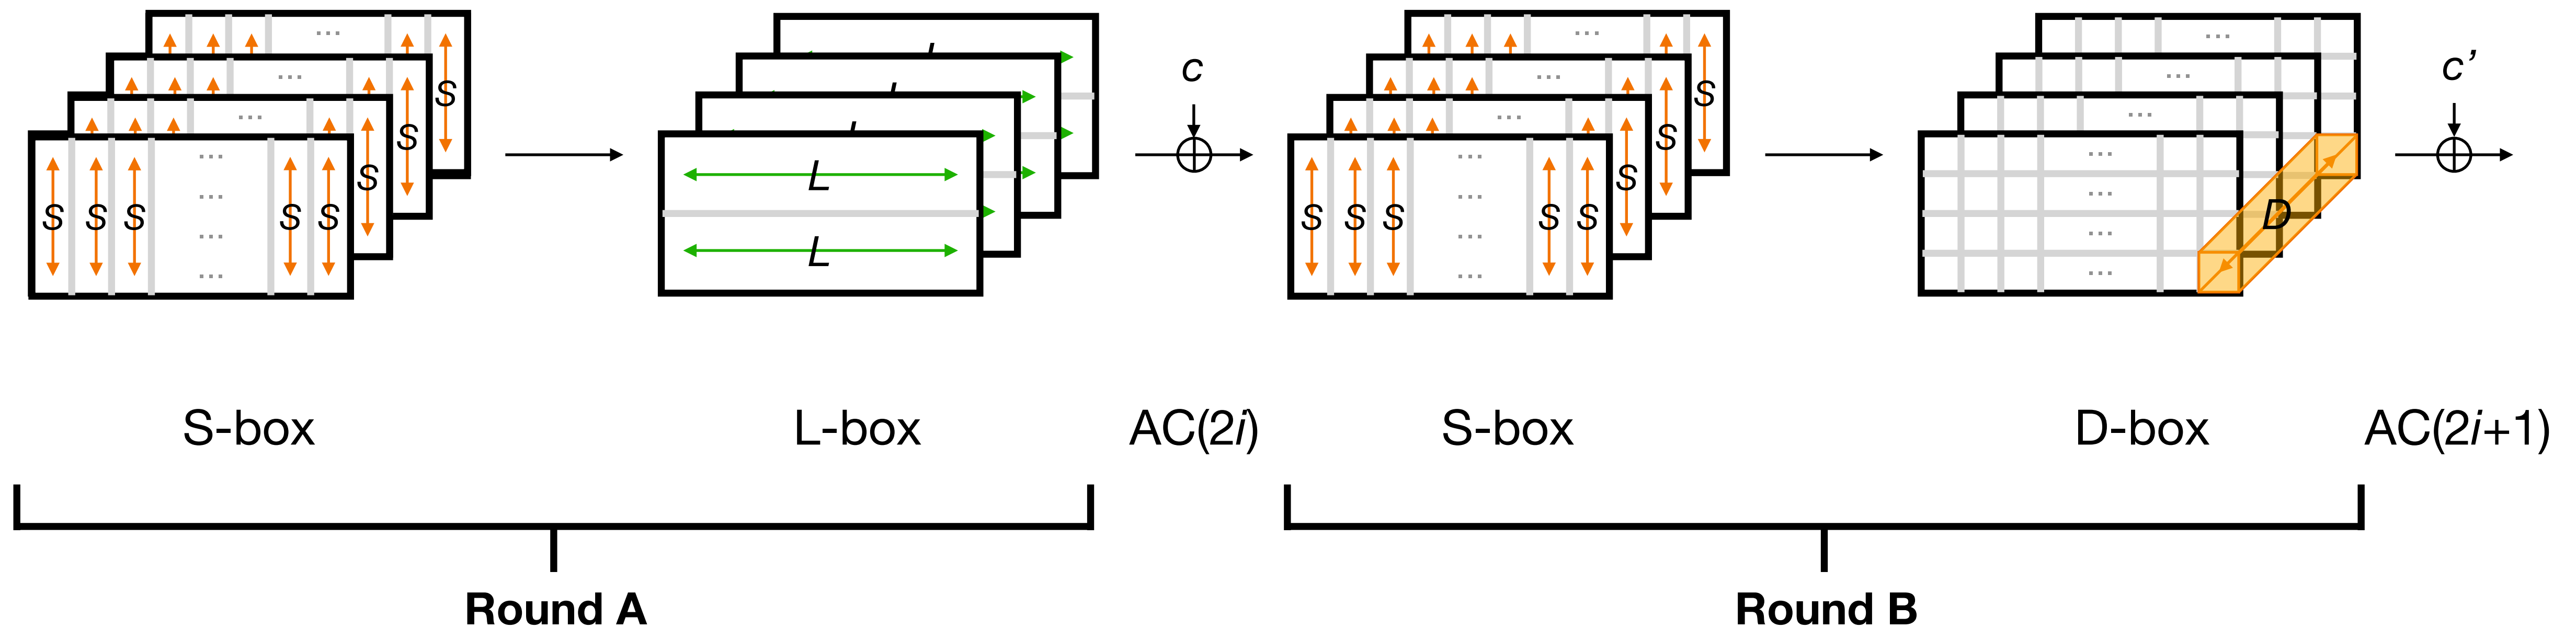 ... ... c ... ... c'
S S
... ...
S S
... L ... ... ...
L S S ...
S S S ... S S L S S S ... S S ... D
... ... ...
... ... ...
S-box L-box AC(2i) S-box D-box AC(2i+1)
Round A Round B